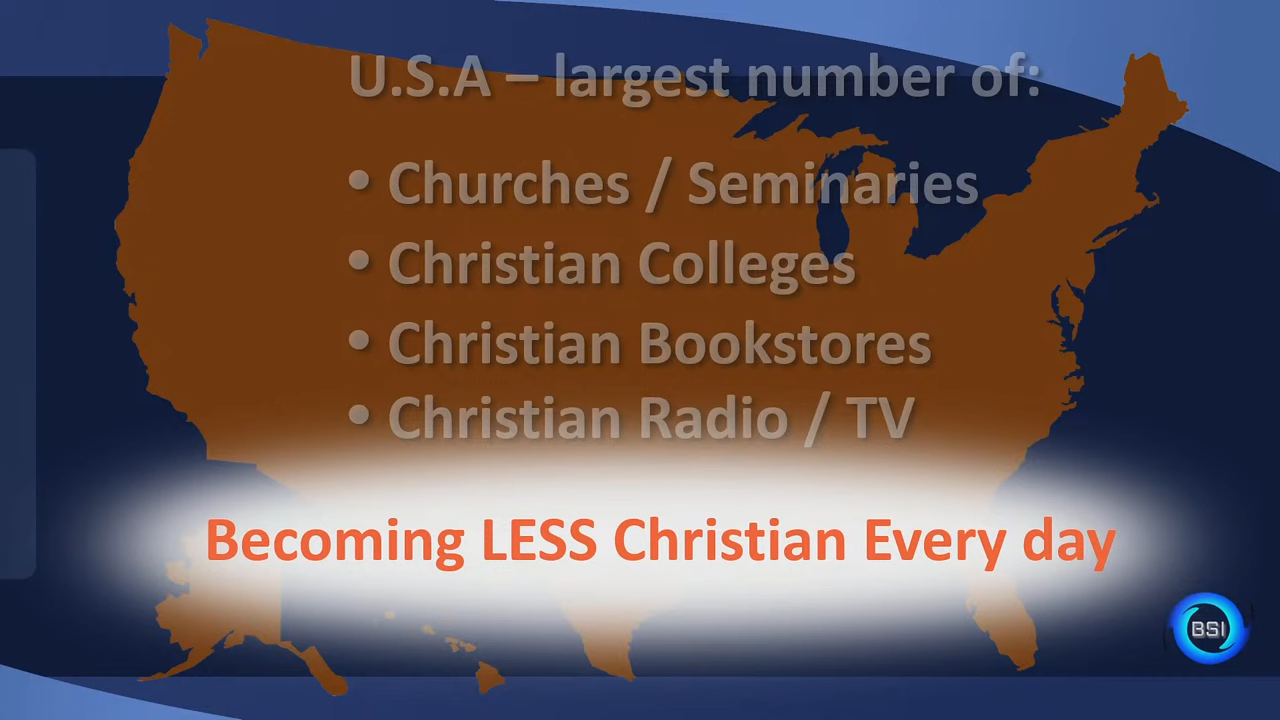 U.S.A – largest number of:
• Churches / Seminaries
• Christian Colleges
• Christian Bookstores
• Christian Radio / TV
Becoming LESS Christian Every day
BSI